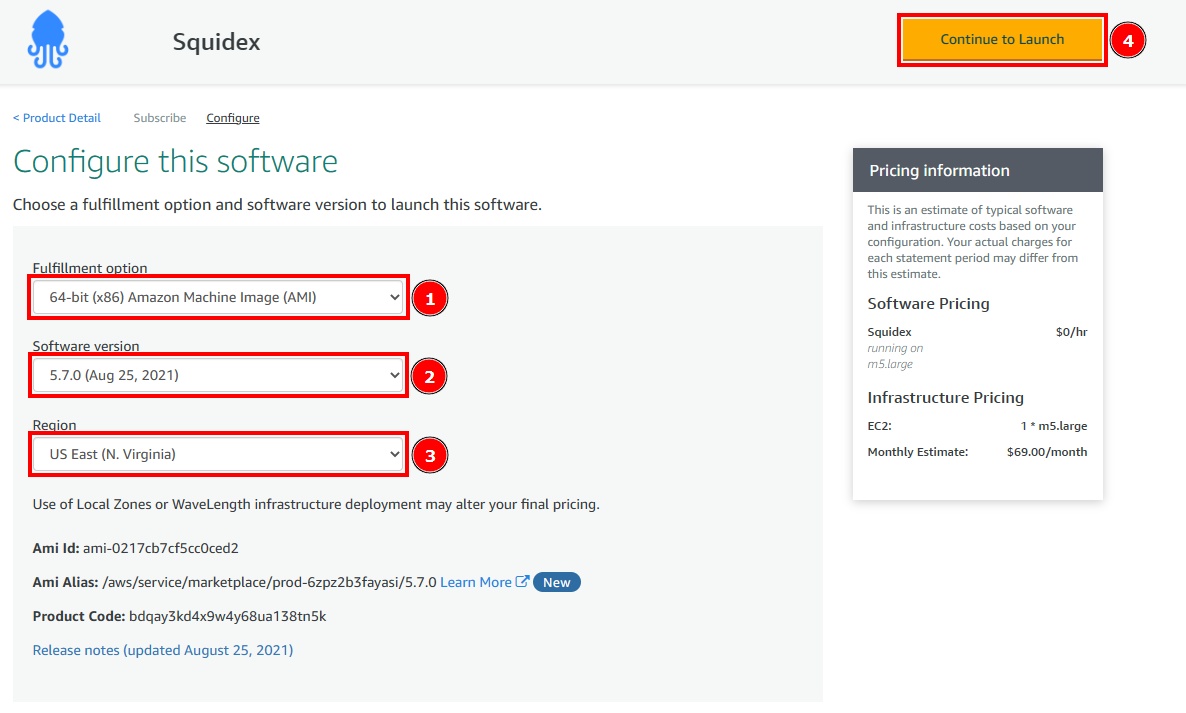 Squidex
Continue to Launch
4
< Product Detail Subscribe Configure
Configure this software
Choose a fulfillment option and software version to launch this software.
Fulfillment option
64-bit (x86) Amazon Machine Image (AMI)
1
Software version
5.7.0 (Aug 25, 2021)
2
Region
US East (N. Virginia)
3
Use of Local Zones or WaveLength infrastructure deployment may alter your final pricing.
Ami Id: ami-0217cb7cf5cc0ced2
Ami Alias: /aws/service/marketplace/prod-6zpz2b3fayasi/5.7.0 Learn More New
Product Code: bdqay3kd4x9w4y68ua138tn5k
Release notes (updated August 25, 2021)
Pricing information
This is an estimate of typical software
and infrastructure costs based on your
configuration. Your actual charges for
each statement period may differ from
this estimate.
Software Pricing
Squidex $0/hr
running on
m5.large
Infrastructure Pricing
EC2: 1 * m5.large
Monthly Estimate: $69.00/month